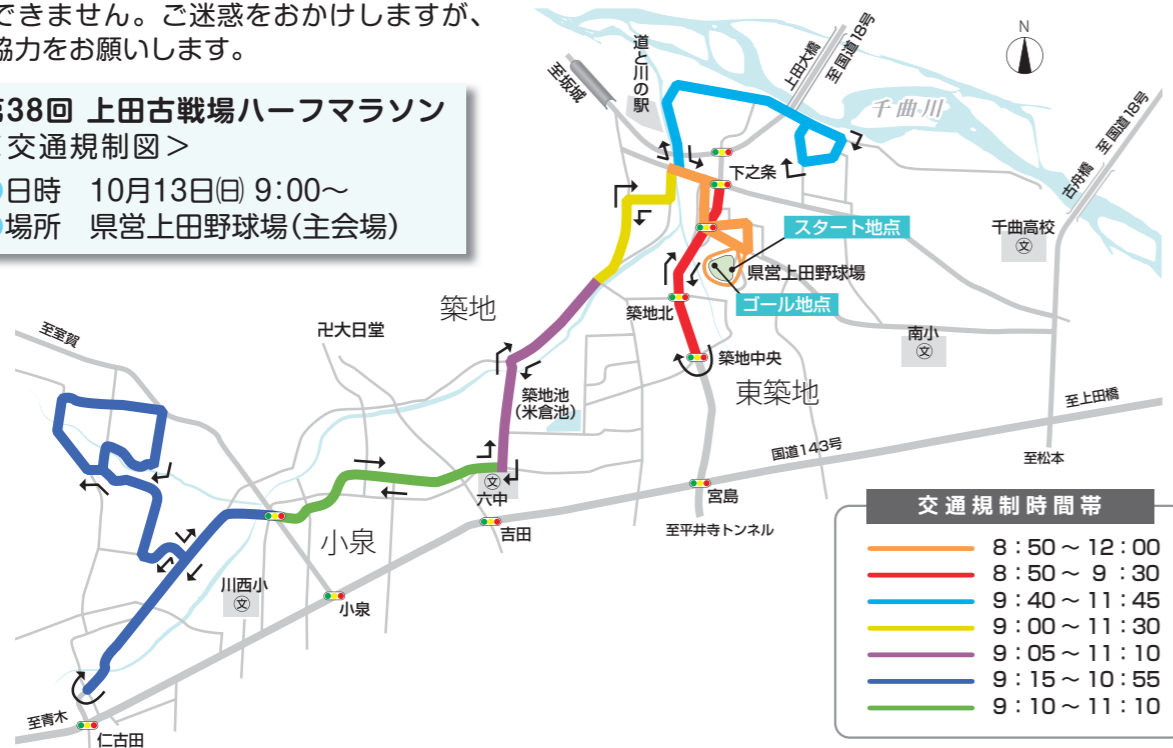 できません。ご迷惑をおかけしますが、
協力をお願いします。
第38回 上田古戦場ハーフマラソン
＜交通規制図＞
日時 10月13日㈰ 9:00～
場所 県営上田野球場(主会場)
至坂城
道と川の駅
上田大橋
至国道18号
N
千曲川
至国道18号
古舟橋
下之条
千曲高校
文
スタート地点
県営上田野球場
ゴール地点
築地
築地北
南小
文
至室賀
卍大日堂
築地中央
築地池
(米倉池)
東築地
至上田橋
国道143号
至松本
文
六中
宮島
至平井寺トンネル
吉田
小泉
川西小
文
小泉
至青木
仁古田
交通規制時間帯
8：50～12：00
8：50～ 9：30
9：40～11：45
9：00～11：30
9：05～11：10
9：15～10：55
9：10～11：10